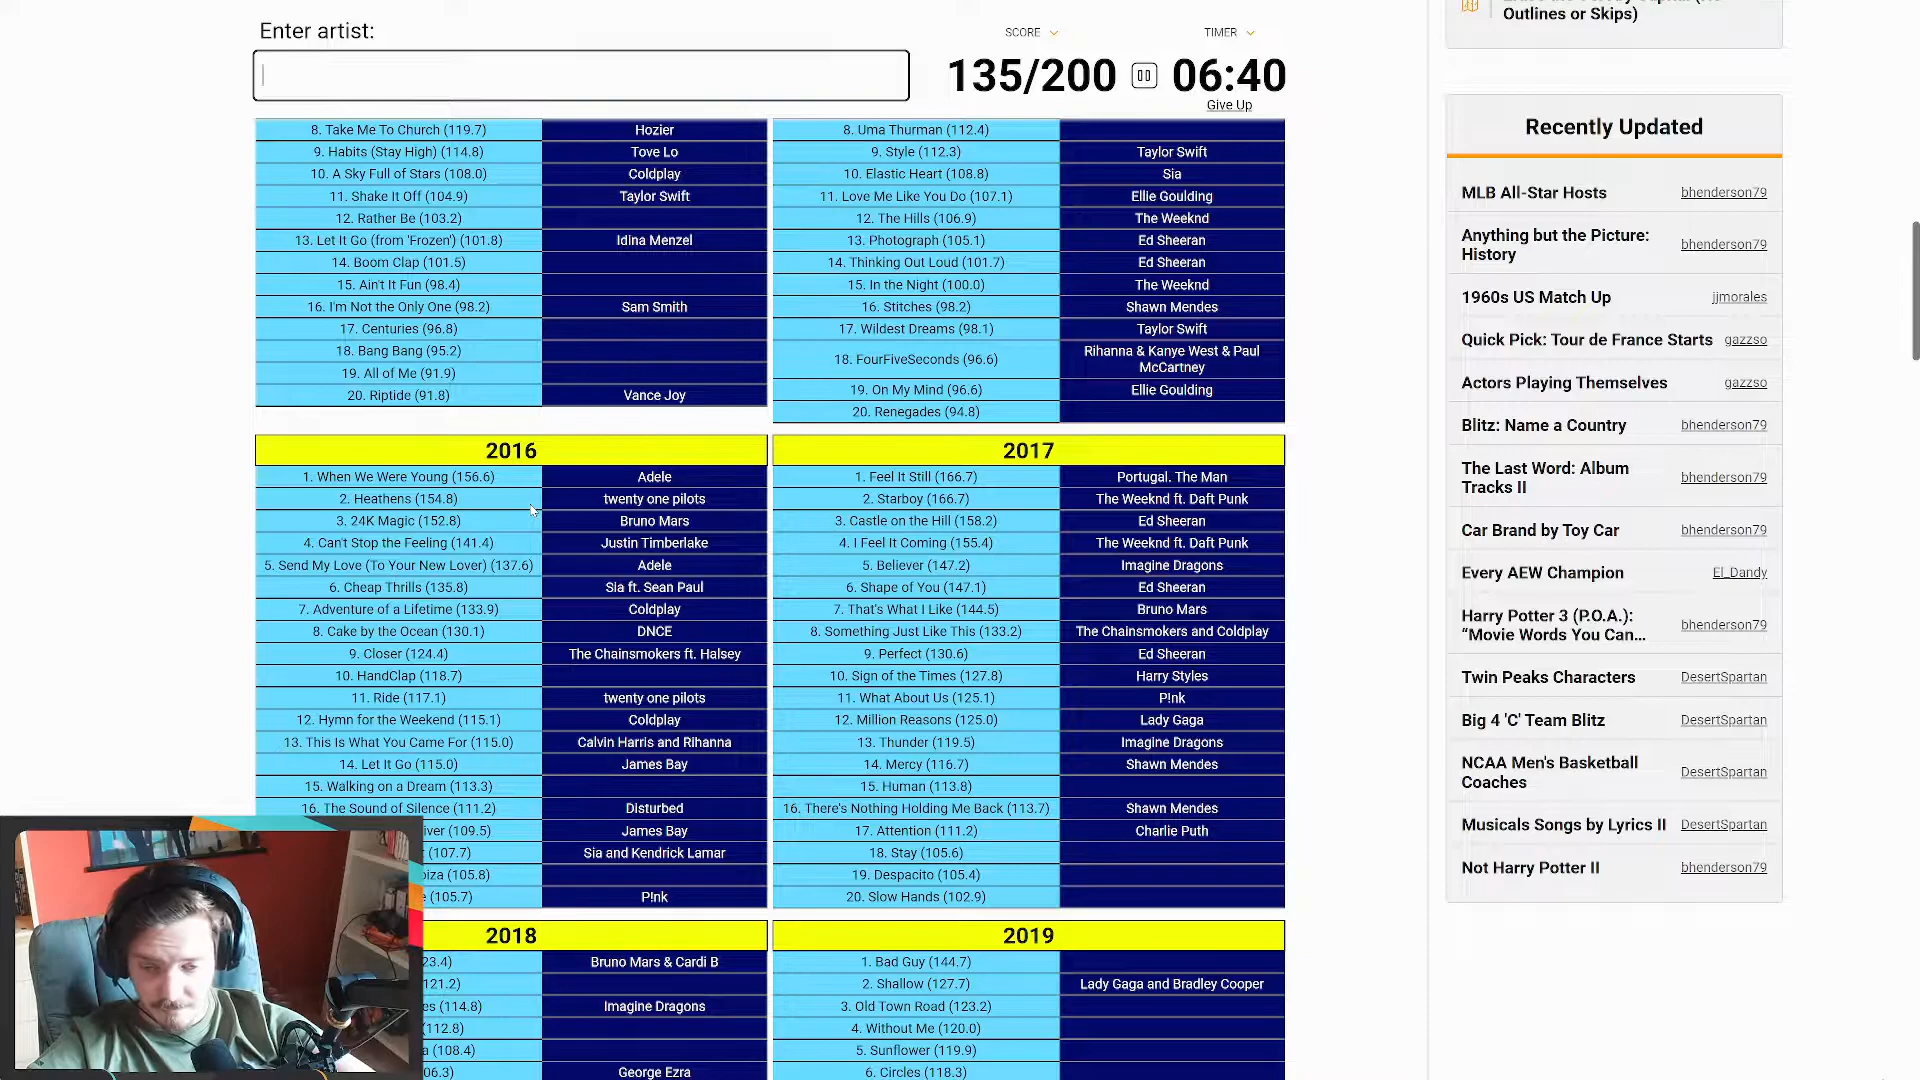 Enter artist:
SCORE
TIMER
135/200
06:40
Give Up
8. Take Me To Church (119.7) Hozier
9. Habits (Stay High) (114.8) Tove Lo
10. A Sky Full of Stars (108.0) Coldplay
11. Shake It Off (104.9) Taylor Swift
12. Rather Be (103.2)
13. Let It Go (from 'Frozen') (101.8) Idina Menzel
14. Boom Clap (101.5)
15. Ain't It Fun (98.4)
16. I'm Not the Only One (98.2) Sam Smith
17. Centuries (96.8)
18. Bang Bang (95.2)
19. All of Me (91.9)
20. Riptide (91.8) Vance Joy
8. Uma Thurman (112.4)
9. Style (112.3) Taylor Swift
10. Elastic Heart (108.8) Sia
11. Love Me Like You Do (107.1) Ellie Goulding
12. The Hills (106.9) The Weeknd
13. Photograph (105.1) Ed Sheeran
14. Thinking Out Loud (101.7) Ed Sheeran
15. In the Night (100.0) The Weeknd
16. Stitches (98.2) Shawn Mendes
17. Wildest Dreams (98.1) Taylor Swift
18. FourFiveSeconds (96.6) Rihanna & Kanye West & Paul
McCartney
19. On My Mind (96.6) Ellie Goulding
20. Renegades (94.8)
2016
1. When We Were Young (156.6) Adele
2. Heathens (154.8) twenty one pilots
3. 24K Magic (152.8) Bruno Mars
4. Can't Stop the Feeling (141.4) Justin Timberlake
5. Send My Love (To Your New Lover) (137.6) Adele
6. Cheap Thrills (135.8) Sia ft. Sean Paul
7. Adventure of a Lifetime (133.9) Coldplay
8. Cake by the Ocean (130.1) DNCE
9. Closer (124.4) The Chainsmokers ft. Halsey
10. HandClap (118.7)
11. Ride (117.1) twenty one pilots
12. Hymn for the Weekend (115.1) Coldplay
13. This Is What You Came For (115.0) Calvin Harris and Rihanna
14. Let It Go (115.0) James Bay
15. Walking on a Dream (113.3)
16. The Sound of Silence (111.2) Disturbed
iver (109.5) James Bay
r (107.7) Sia and Kendrick Lamar
biza (105.8)
e (105.7) P!nk
2017
1. Feel It Still (166.7) Portugal. The Man
2. Starboy (166.7) The Weeknd ft. Daft Punk
3. Castle on the Hill (158.2) Ed Sheeran
4. I Feel It Coming (155.4) The Weeknd ft. Daft Punk
5. Believer (147.2) Imagine Dragons
6. Shape of You (147.1) Ed Sheeran
7. That's What I Like (144.5) Bruno Mars
8. Something Just Like This (133.2) The Chainsmokers and Coldplay
9. Perfect (130.6) Ed Sheeran
10. Sign of the Times (127.8) Harry Styles
11. What About Us (125.1) P!nk
12. Million Reasons (125.0) Lady Gaga
13. Thunder (119.5) Imagine Dragons
14. Mercy (116.7) Shawn Mendes
15. Human (113.8)
16. There's Nothing Holding Me Back (113.7) Shawn Mendes
17. Attention (111.2) Charlie Puth
18. Stay (105.6)
19. Despacito (105.4)
20. Slow Hands (102.9)
2018
23.4) Bruno Mars & Cardi B
121.2)
es (114.8) Imagine Dragons
(112.8)
a (108.4)
06.3) George Ezra
2019
1. Bad Guy (144.7)
2. Shallow (127.7) Lady Gaga and Bradley Cooper
3. Old Town Road (123.2)
4. Without Me (120.0)
5. Sunflower (119.9)
6. Circles (118.3)
Outlines or Skips)
Recently Updated
MLB All-Star Hosts bhenderson79
Anything but the Picture:
History bhenderson79
1960s US Match Up jjmorales
Quick Pick: Tour de France Starts gazzso
Actors Playing Themselves gazzso
Blitz: Name a Country bhenderson79
The Last Word: Album
Tracks II bhenderson79
Car Brand by Toy Car bhenderson79
Every AEW Champion El_Dandy
Harry Potter 3 (P.O.A.):
“Movie Words You Can... bhenderson79
Twin Peaks Characters DesertSpartan
Big 4 'C' Team Blitz DesertSpartan
NCAA Men's Basketball
Coaches DesertSpartan
Musicals Songs by Lyrics II DesertSpartan
Not Harry Potter II bhenderson79